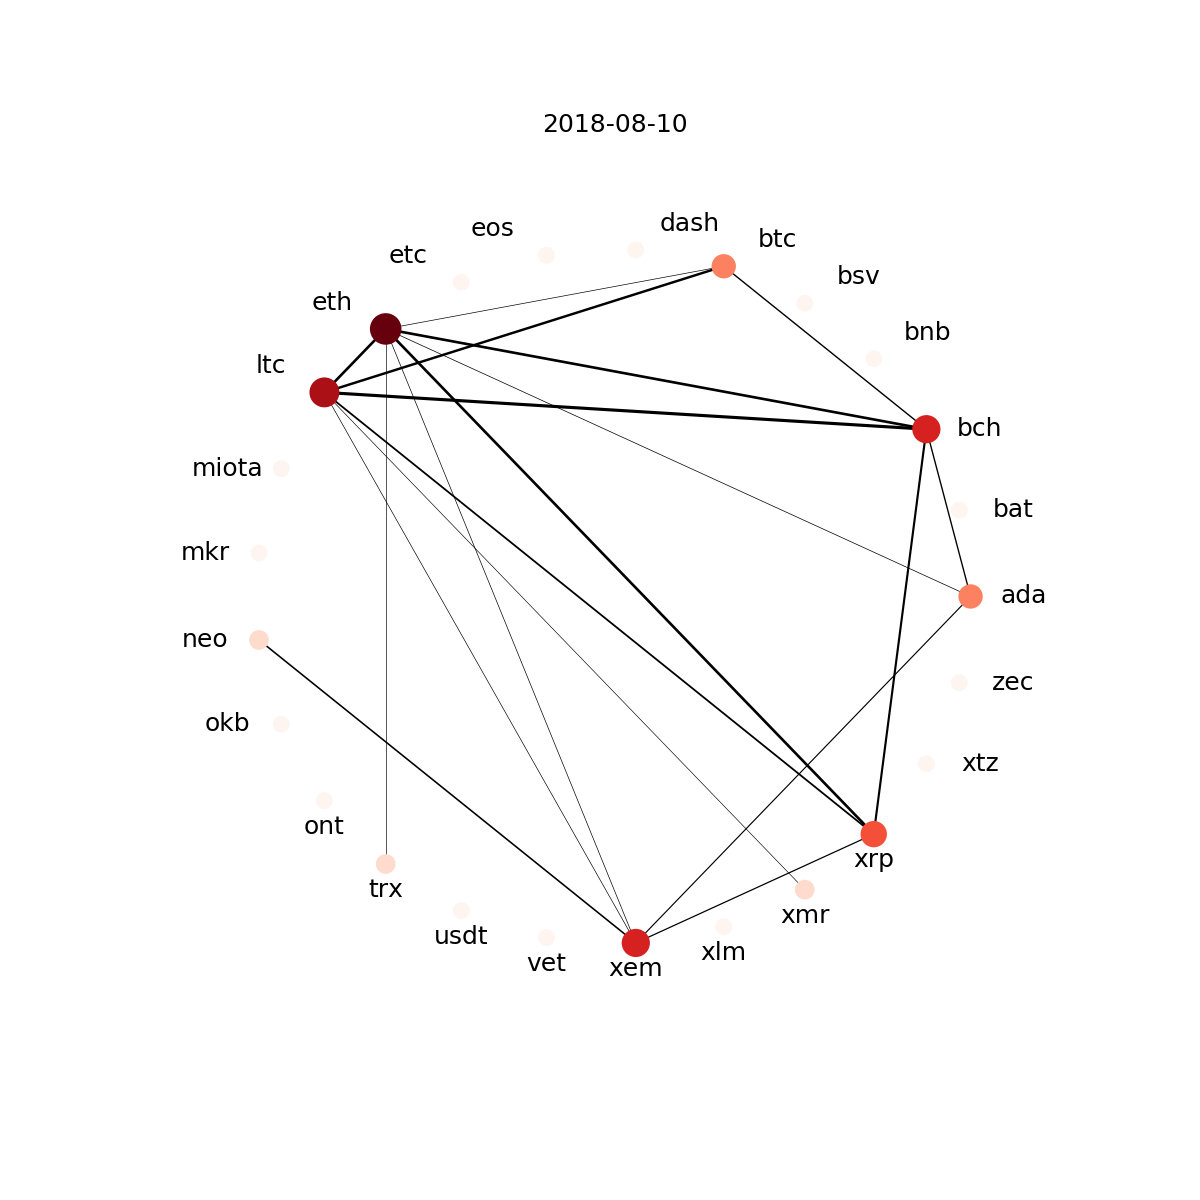 2018-08-10
dash
eos
btc
etc
bsv
eth
bnb
ltc
bch
miota
bat
mkr
ada
neo
zec
okb
xtz
ont
xrp
trx
xmr
usdt
xlm
vet
xem